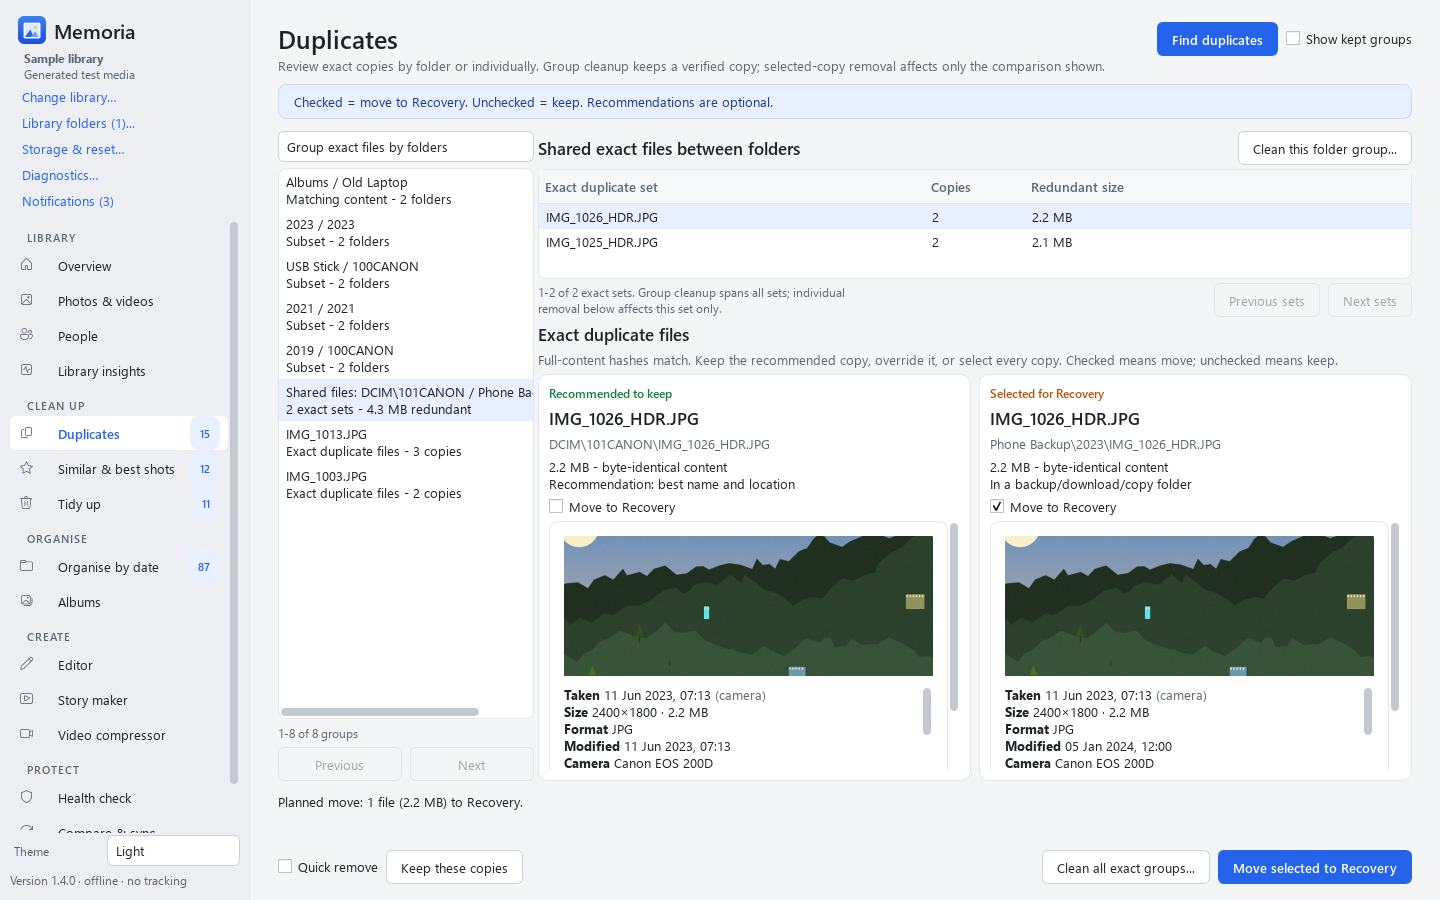 Memoria
Sample library
Generated test media
Change library...
Library folders (1)...
Storage & reset...
Diagnostics...
Notifications (3)
LIBRARY
Overview
Photos & videos
People
Library insights
CLEAN UP
Duplicates 15
Similar & best shots 12
Tidy up 11
ORGANISE
Organise by date 87
Albums
CREATE
Editor
Story maker
Video compressor
PROTECT
Health check
Compare & sync
Theme Light
Version 1.4.0 · offline · no tracking
Duplicates
Find duplicates
Show kept groups
Review exact copies by folder or individually. Group cleanup keeps a verified copy; selected-copy removal affects only the comparison shown.
Checked = move to Recovery. Unchecked = keep. Recommendations are optional.
Group exact files by folders
Albums / Old Laptop
Matching content - 2 folders
2023 / 2023
Subset - 2 folders
USB Stick / 100CANON
Subset - 2 folders
2021 / 2021
Subset - 2 folders
2019 / 100CANON
Subset - 2 folders
Shared files: DCIM\101CANON / Phone Ba
2 exact sets - 4.3 MB redundant
IMG_1013.JPG
Exact duplicate files - 3 copies
IMG_1003.JPG
Exact duplicate files - 2 copies
1-8 of 8 groups
Previous Next
Shared exact files between folders
Clean this folder group...
Exact duplicate set Copies Redundant size
IMG_1026_HDR.JPG 2 2.2 MB
IMG_1025_HDR.JPG 2 2.1 MB
1-2 of 2 exact sets. Group cleanup spans all sets; individual
removal below affects this set only.
Previous sets Next sets
Exact duplicate files
Full-content hashes match. Keep the recommended copy, override it, or select every copy. Checked means move; unchecked means keep.
Recommended to keep
IMG_1026_HDR.JPG
DCIM\101CANON\IMG_1026_HDR.JPG
2.2 MB - byte-identical content
Recommendation: best name and location
Move to Recovery
Taken 11 Jun 2023, 07:13 (camera)
Size 2400×1800 · 2.2 MB
Format JPG
Modified 11 Jun 2023, 07:13
Camera Canon EOS 200D
Selected for Recovery
IMG_1026_HDR.JPG
Phone Backup\2023\IMG_1026_HDR.JPG
2.2 MB - byte-identical content
In a backup/download/copy folder
Move to Recovery
Taken 11 Jun 2023, 07:13 (camera)
Size 2400×1800 · 2.2 MB
Format JPG
Modified 05 Jan 2024, 12:00
Camera Canon EOS 200D
Planned move: 1 file (2.2 MB) to Recovery.
Quick remove
Keep these copies
Clean all exact groups...
Move selected to Recovery